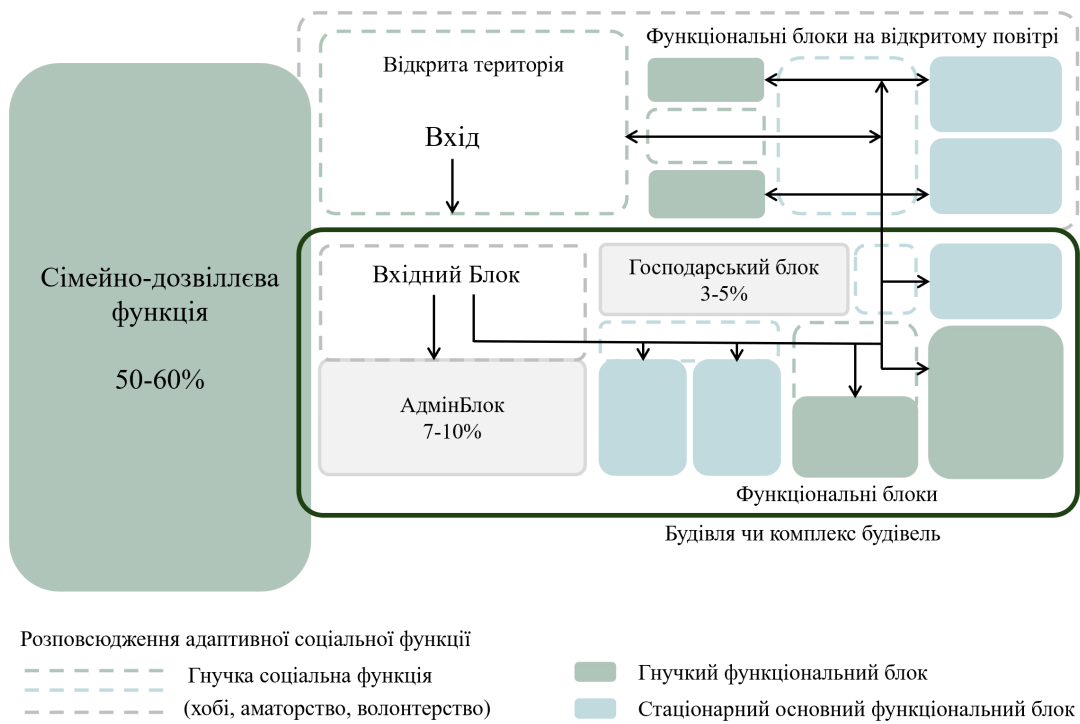 Функціональні блоки на відкритому повітрі
Відкрита територія
Вхід
Сімейно-дозвіллєва
функція
50-60%
Вхідний Блок
Господарський блок
3-5%
АдмінБлок
7-10%
Функціональні блоки
Будівля чи комплекс будівель
Розповсюдження адаптивної соціальної функції
Гнучка соціальна функція
(хобі, аматорство, волонтерство)
Гнучкий функціональний блок
Стаціонарний основний функціональний блок